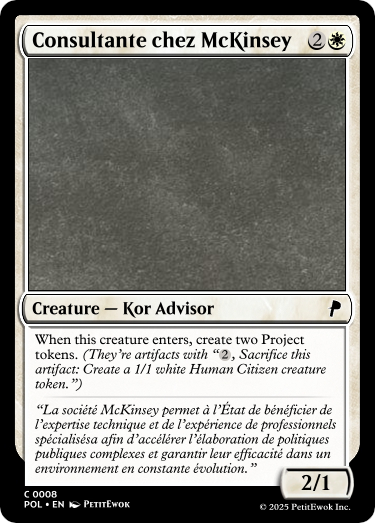 Consultante chez McKinsey 2
Creature — Kor Advisor
When this creature enters, create two Project
tokens. (They're artifacts with “2, Sacrifice this
artifact: Create a 1/1 white Human Citizen creature
token.”)
“La société McKinsey permet à l'État de bénéficier de
l'expertise technique et de l'expérience de professionnels
spécialisésa afin d'accélérer l'élaboration de politiques
publiques complexes et garantir leur efficacité dans un
environnement en constante évolution.”
2/1
C 0008
POL • EN PetitEwok
© 2025 PetitEwok Inc.